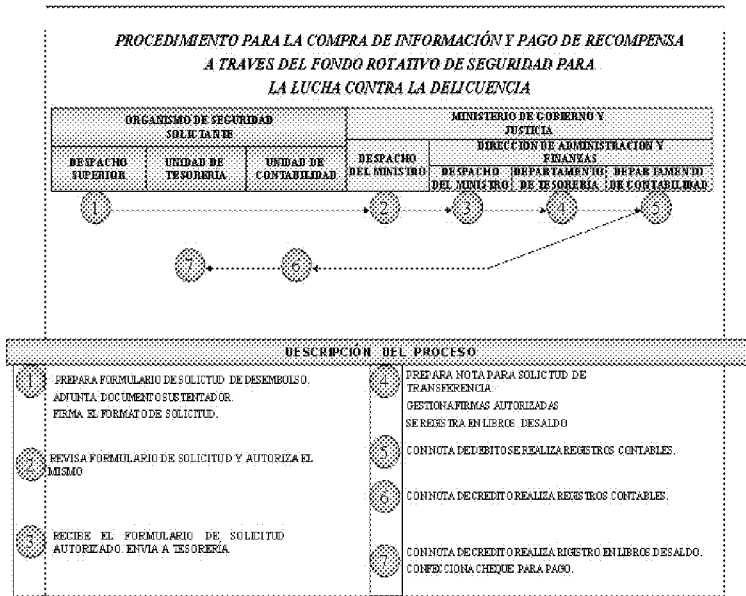 PROCEDIMIENTO PARA LA COMPRA DE INFORMACIÓN Y PAGO DE RECOMPENSA
A TRAVES DEL FONDO ROTATIVO DE SEGURIDAD PARA
LA LUCHA CONTRA LA DELICUENCIA
ORGANISMO DE SEGURIDAD
SOLICTANTE
MINISTERIO DE GOBIERNO Y
JUSTICIA
DESPACHO
SUPERIOR
UNIDAD DE
TESORERÍA
UNIDAD DE
CONTABILIDAD
DESPACHO
DEL MINISTRO
DIRECCION DE ADMINISTRACION Y
FINANZAS
DESPACHO
DEL MINISTRO
DEPARTAMENTO
DE TESORERÍA
DEPARTAMENTO
DE CONTABILIDAD
1
2
3
4
5
7
6
DESCRIPCIÓN DEL PROCESO
1
PREPARA FORMULARIO DE SOLICTUD DE DESEMBOLSO.
ADJUNTA: DOCUMENTO SUSTENTADOR.
FIRMA EL FORMATO DE SOLICITUD.
2
REVISA FORMULARIO DE SOLICITUD Y AUTORIZA EL
MISMO
3
RECIBE EL FORMULARIO DE SOLICITUD
AUTORIZADO. ENVIA A TESORERÍA
4
PREPARA NOTA PARA SOLICTUD DE
TRANSFERENCIA
GESTIONA FIRMAS AUTORIZADAS
SE REGISTRA EN LIBROS DE SALDO
5
CON NOTA DE DEBITO SE REALIZA REGISTROS CONTABLES.
6
CON NOTA DE CREDITO REALIZA REGISTROS CONTABLES.
7
CON NOTA DE CREDITO REALIZA REGISTRO EN LIBROS DE SALDO.
CONFECCIONA CHEQUE PARA PAGO.